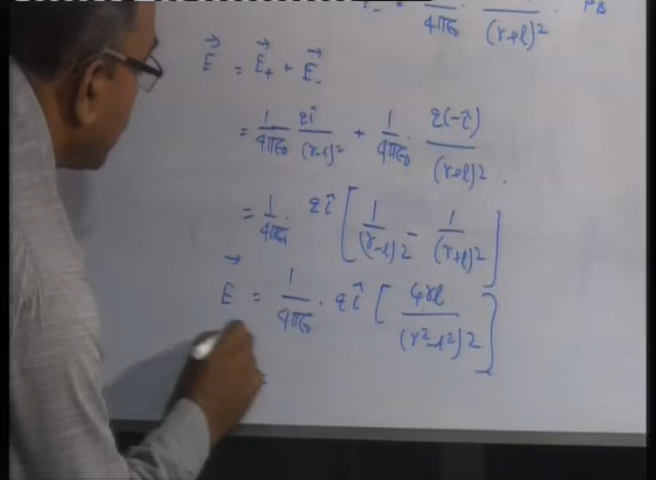 4πε₀ (r+l)² PB
E⃗ = E⃗₊ + E⃗₋
= 1/4πε₀ qî/(r-l)² + 1/4πε₀ . q(-î)/(r+l)² .
= 1/4πε₀ . qî [ 1/(r-l)² - 1/(r+l)² ]
E⃗ = 1/4πε₀ . qî [ 4rl/(r²-l²)² ]